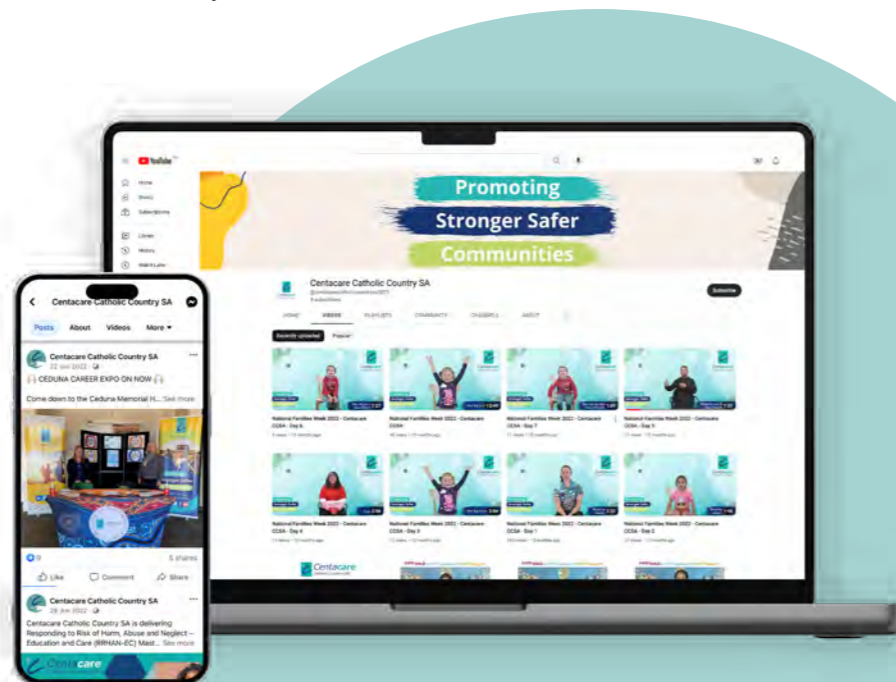 YouTube
Home
Shorts
Subscriptions
Library
History
Promoting
Stronger Safer
Communities
Centacare Catholic Country SA
Subscribe
HOME
VIDEOS
PLAYLISTS
COMMUNITY
CHANNELS
ABOUT
Recently uploaded
Popular
National Families Week 2022 - Centacare
CCSA - Day 6
National Families Week 2022 - Centacare
CCSA
National Families Week 2022 - Centacare
CCSA - Day 7
National Families Week 2022 - Centacare
CCSA - Day 5
National Families Week 2022 - Centacare
CCSA - Day 4
National Families Week 2022 - Centacare
CCSA - Day 3
National Families Week 2022 - Centacare
CCSA - Day 1
National Families Week 2022 - Centacare
CCSA - Day 2
Centacare
Centacare Catholic Country SA
Posts
About
Videos
More
Centacare Catholic Country SA
22 Jun 2022
CEDUNA CAREER EXPO ON NOW
Come down to the Ceduna Memorial H... See more
9
5 shares
Like
Comment
Share
Centacare Catholic Country SA
28 Jun 2022
Centacare Catholic Country SA is delivering
Responding to Risk of Harm, Abuse and Neglect –
Education and Care (RRHAN-EC) Mast... See more
Centacare